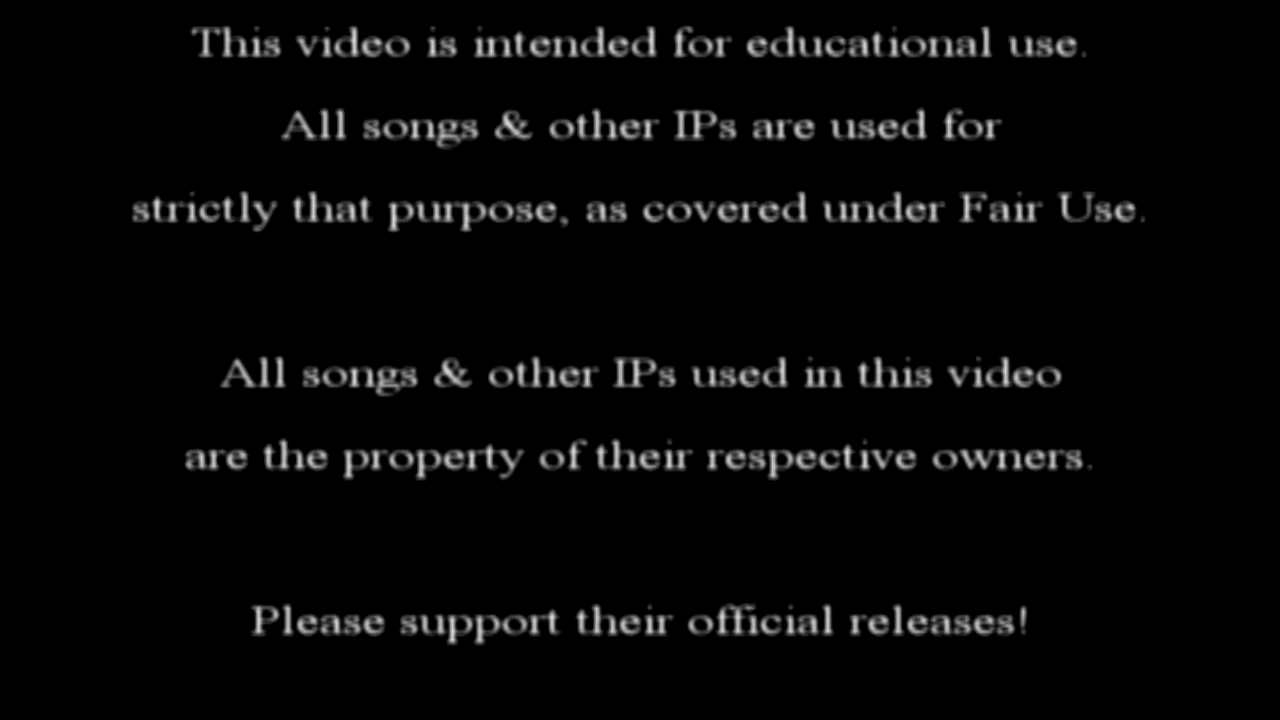 This video is intended for educational use.
All songs & other IPs are used for
strictly that purpose, as covered under Fair Use.
All songs & other IPs used in this video
are the property of their respective owners.
Please support their official releases!